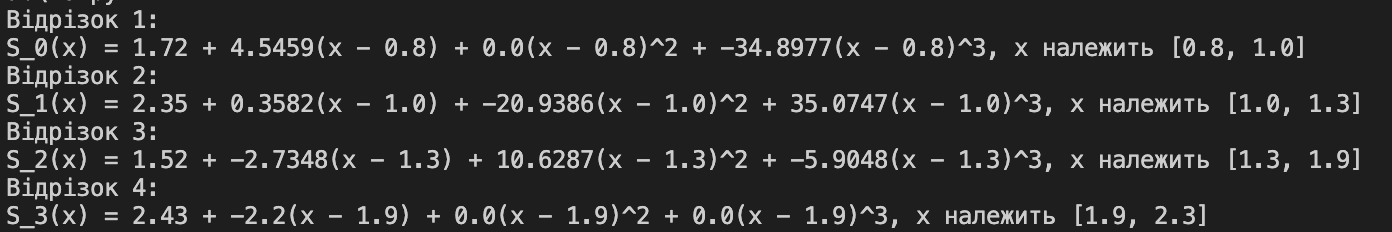 Відрізок 1:
S_0(x) = 1.72 + 4.5459(x - 0.8) + 0.0(x - 0.8)^2 + -34.8977(x - 0.8)^3, x належить [0.8, 1.0]
Відрізок 2:
S_1(x) = 2.35 + 0.3582(x - 1.0) + -20.9386(x - 1.0)^2 + 35.0747(x - 1.0)^3, x належить [1.0, 1.3]
Відрізок 3:
S_2(x) = 1.52 + -2.7348(x - 1.3) + 10.6287(x - 1.3)^2 + -5.9048(x - 1.3)^3, x належить [1.3, 1.9]
Відрізок 4:
S_3(x) = 2.43 + -2.2(x - 1.9) + 0.0(x - 1.9)^2 + 0.0(x - 1.9)^3, x належить [1.9, 2.3]